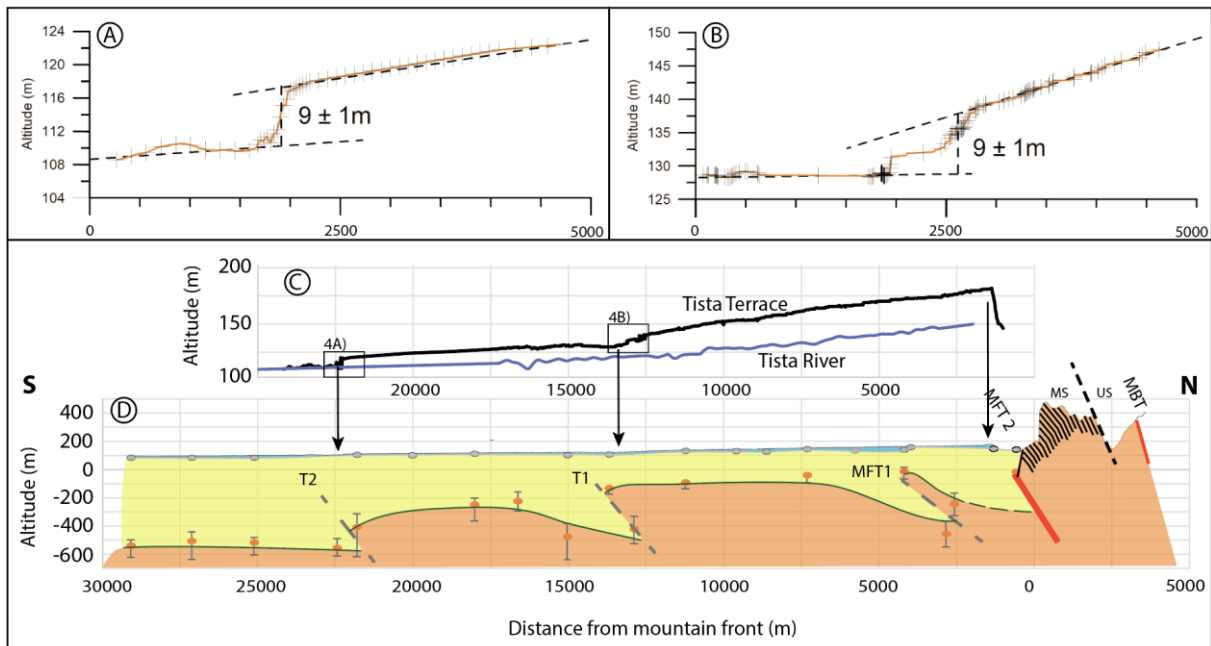 A
Altitude (m)
124
120
116
112
108
104
9 ± 1m
0
2500
5000
B
Altitude (m)
150
145
140
135
130
125
9 ± 1m
0
2500
5000
C
Altitude (m)
200
150
100
4A)
4B)
Tista Terrace
Tista River
20000
15000
10000
5000
S
N
D
Altitude (m)
400
200
0
-200
-400
-600
T2
T1
MFT1
MFT 2
MS
US
MBT
30000
25000
20000
15000
10000
5000
0
5000
Distance from mountain front (m)